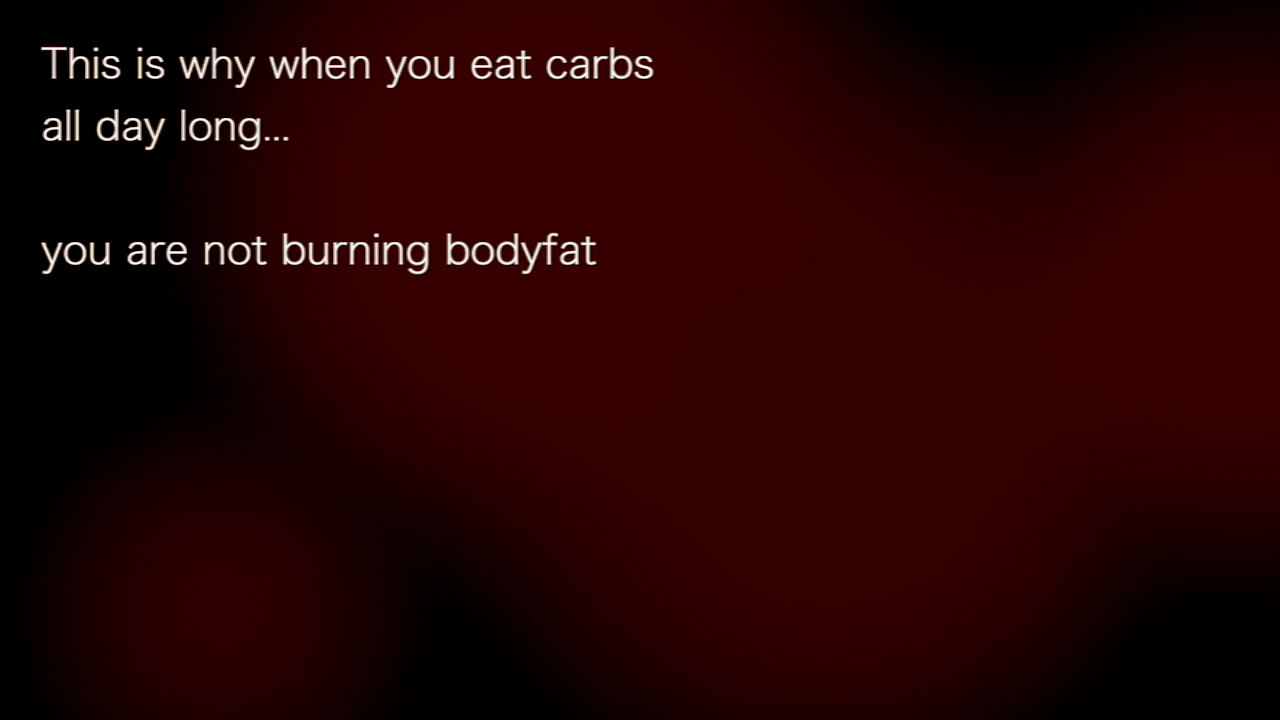 This is why when you eat carbs
all day long...
you are not burning bodyfat